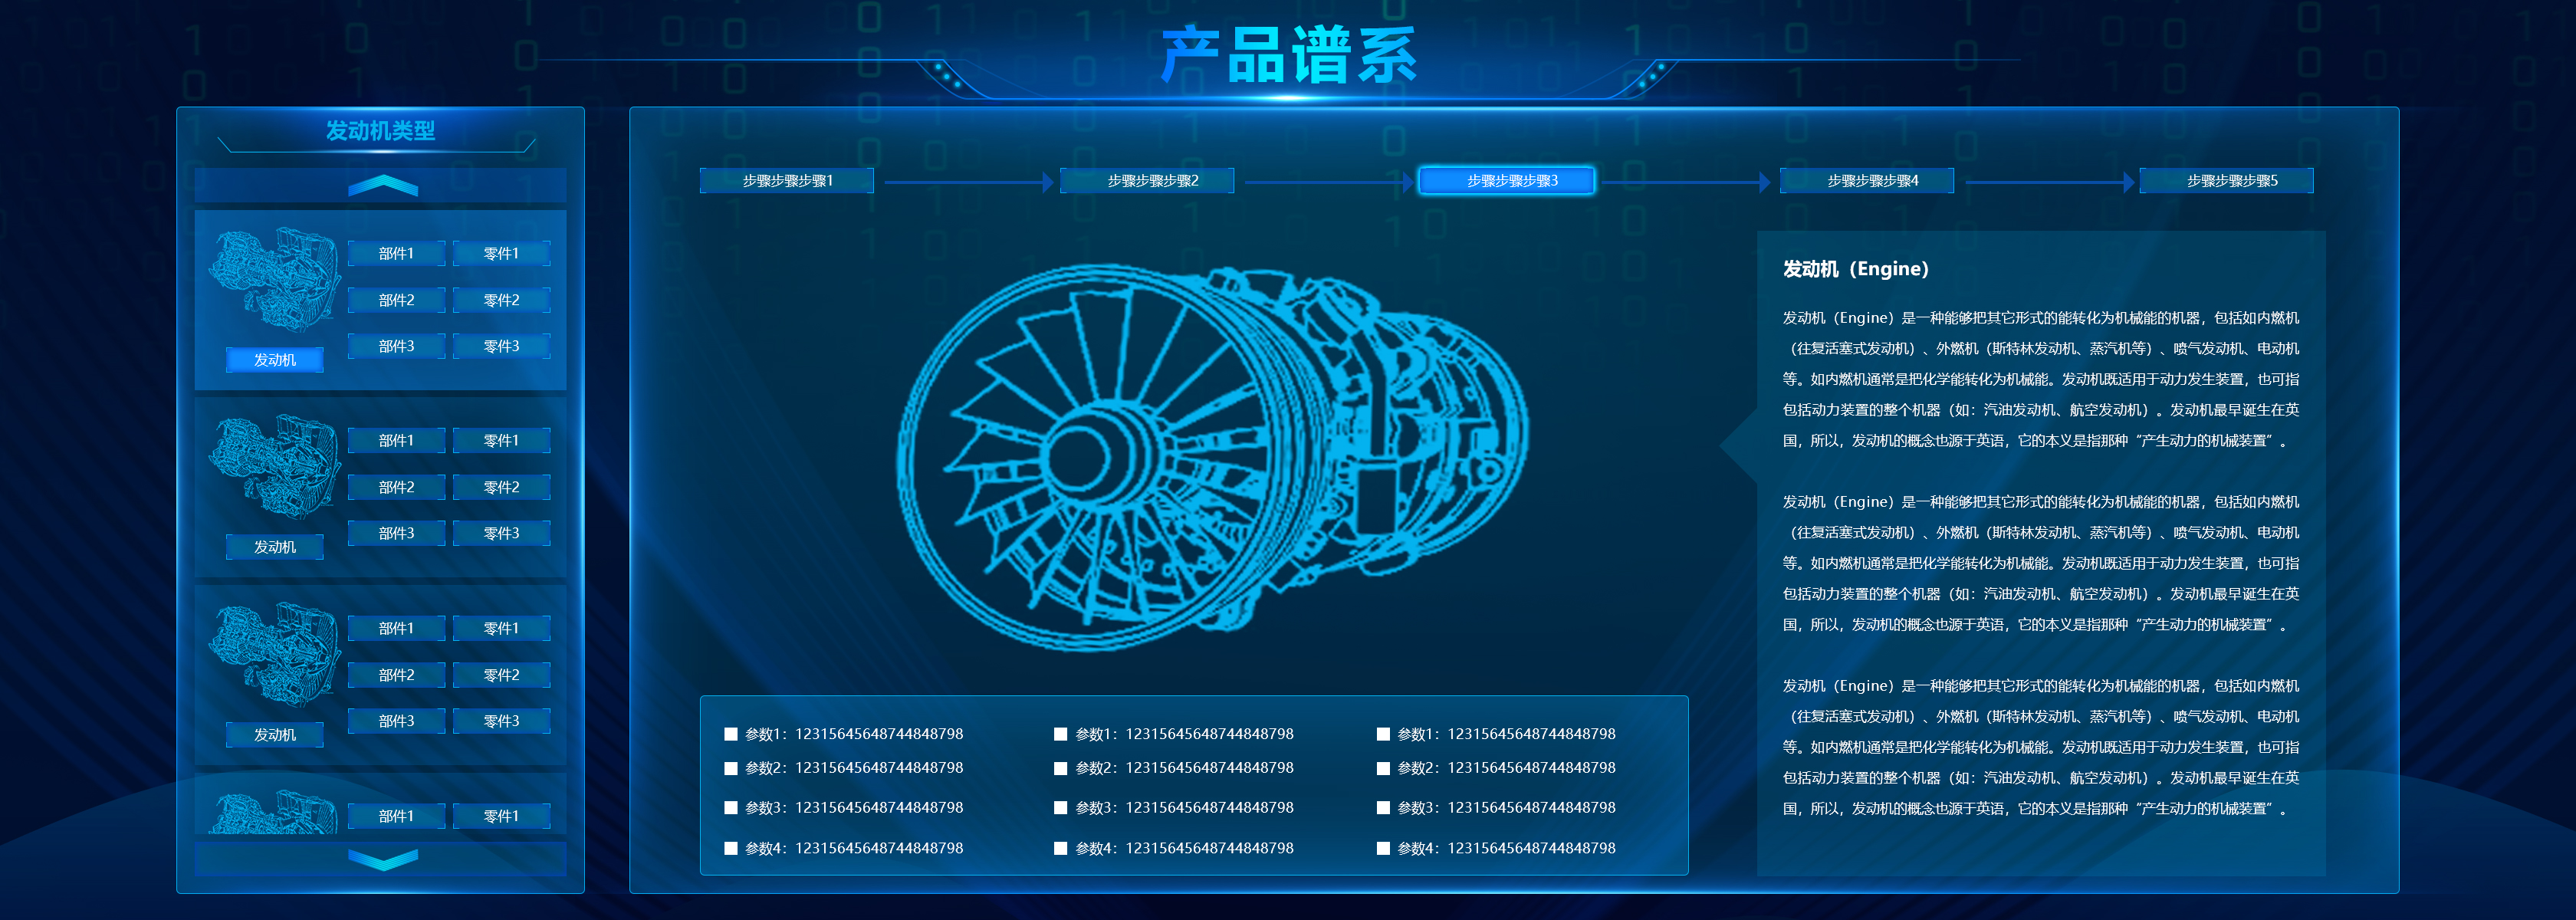 产品谱系
发动机类型
部件1 零件1
部件2 零件2
部件3 零件3
发动机
部件1 零件1
部件2 零件2
部件3 零件3
发动机
部件1 零件1
部件2 零件2
部件3 零件3
发动机
部件1 零件1
步骤步骤步骤1 步骤步骤步骤2 步骤步骤步骤3 步骤步骤步骤4 步骤步骤步骤5
参数1：12315645648744848798 参数1：12315645648744848798 参数1：12315645648744848798
参数2：12315645648744848798 参数2：12315645648744848798 参数2：12315645648744848798
参数3：12315645648744848798 参数3：12315645648744848798 参数3：12315645648744848798
参数4：12315645648744848798 参数4：12315645648744848798 参数4：12315645648744848798
发动机（Engine）
发动机（Engine）是一种能够把其它形式的能转化为机械能的机器，包括如内燃机
（往复活塞式发动机）、外燃机（斯特林发动机、蒸汽机等）、喷气发动机、电动机
等。如内燃机通常是把化学能转化为机械能。发动机既适用于动力发生装置，也可指
包括动力装置的整个机器（如：汽油发动机、航空发动机）。发动机最早诞生在英
国，所以，发动机的概念也源于英语，它的本义是指那种“产生动力的机械装置”。
发动机（Engine）是一种能够把其它形式的能转化为机械能的机器，包括如内燃机
（往复活塞式发动机）、外燃机（斯特林发动机、蒸汽机等）、喷气发动机、电动机
等。如内燃机通常是把化学能转化为机械能。发动机既适用于动力发生装置，也可指
包括动力装置的整个机器（如：汽油发动机、航空发动机）。发动机最早诞生在英
国，所以，发动机的概念也源于英语，它的本义是指那种“产生动力的机械装置”。
发动机（Engine）是一种能够把其它形式的能转化为机械能的机器，包括如内燃机
（往复活塞式发动机）、外燃机（斯特林发动机、蒸汽机等）、喷气发动机、电动机
等。如内燃机通常是把化学能转化为机械能。发动机既适用于动力发生装置，也可指
包括动力装置的整个机器（如：汽油发动机、航空发动机）。发动机最早诞生在英
国，所以，发动机的概念也源于英语，它的本义是指那种“产生动力的机械装置”。